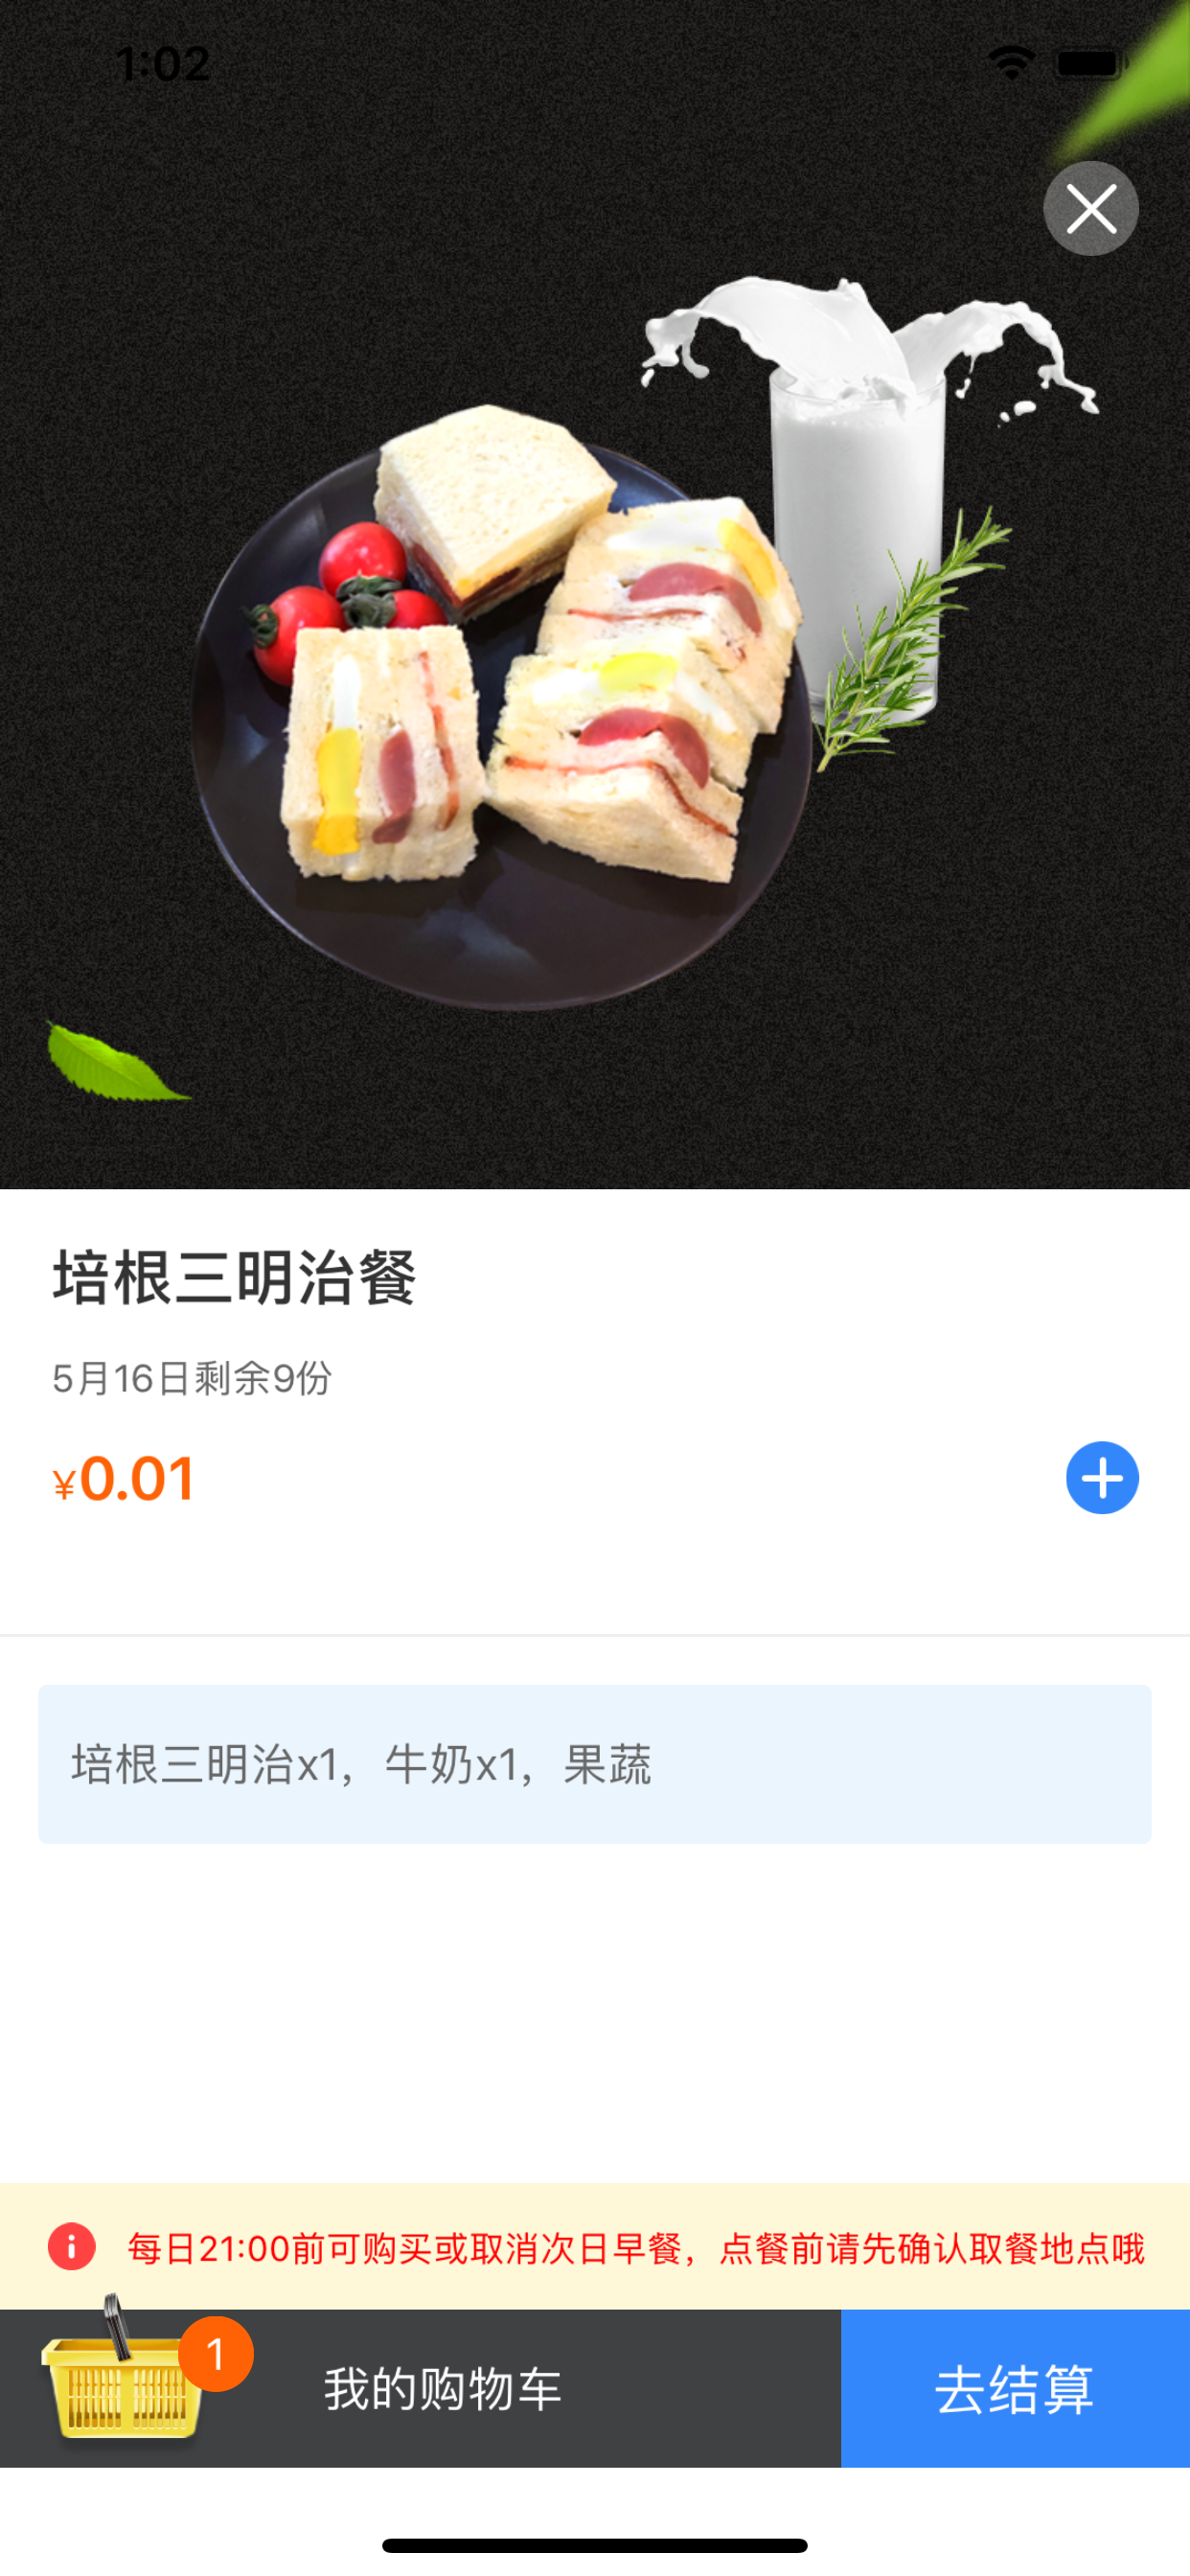 1:02
培根三明治餐
5月16日剩余9份
¥0.01
培根三明治x1，牛奶x1，果蔬
每日21:00前可购买或取消次日早餐，点餐前请先确认取餐地点哦
1
我的购物车
去结算